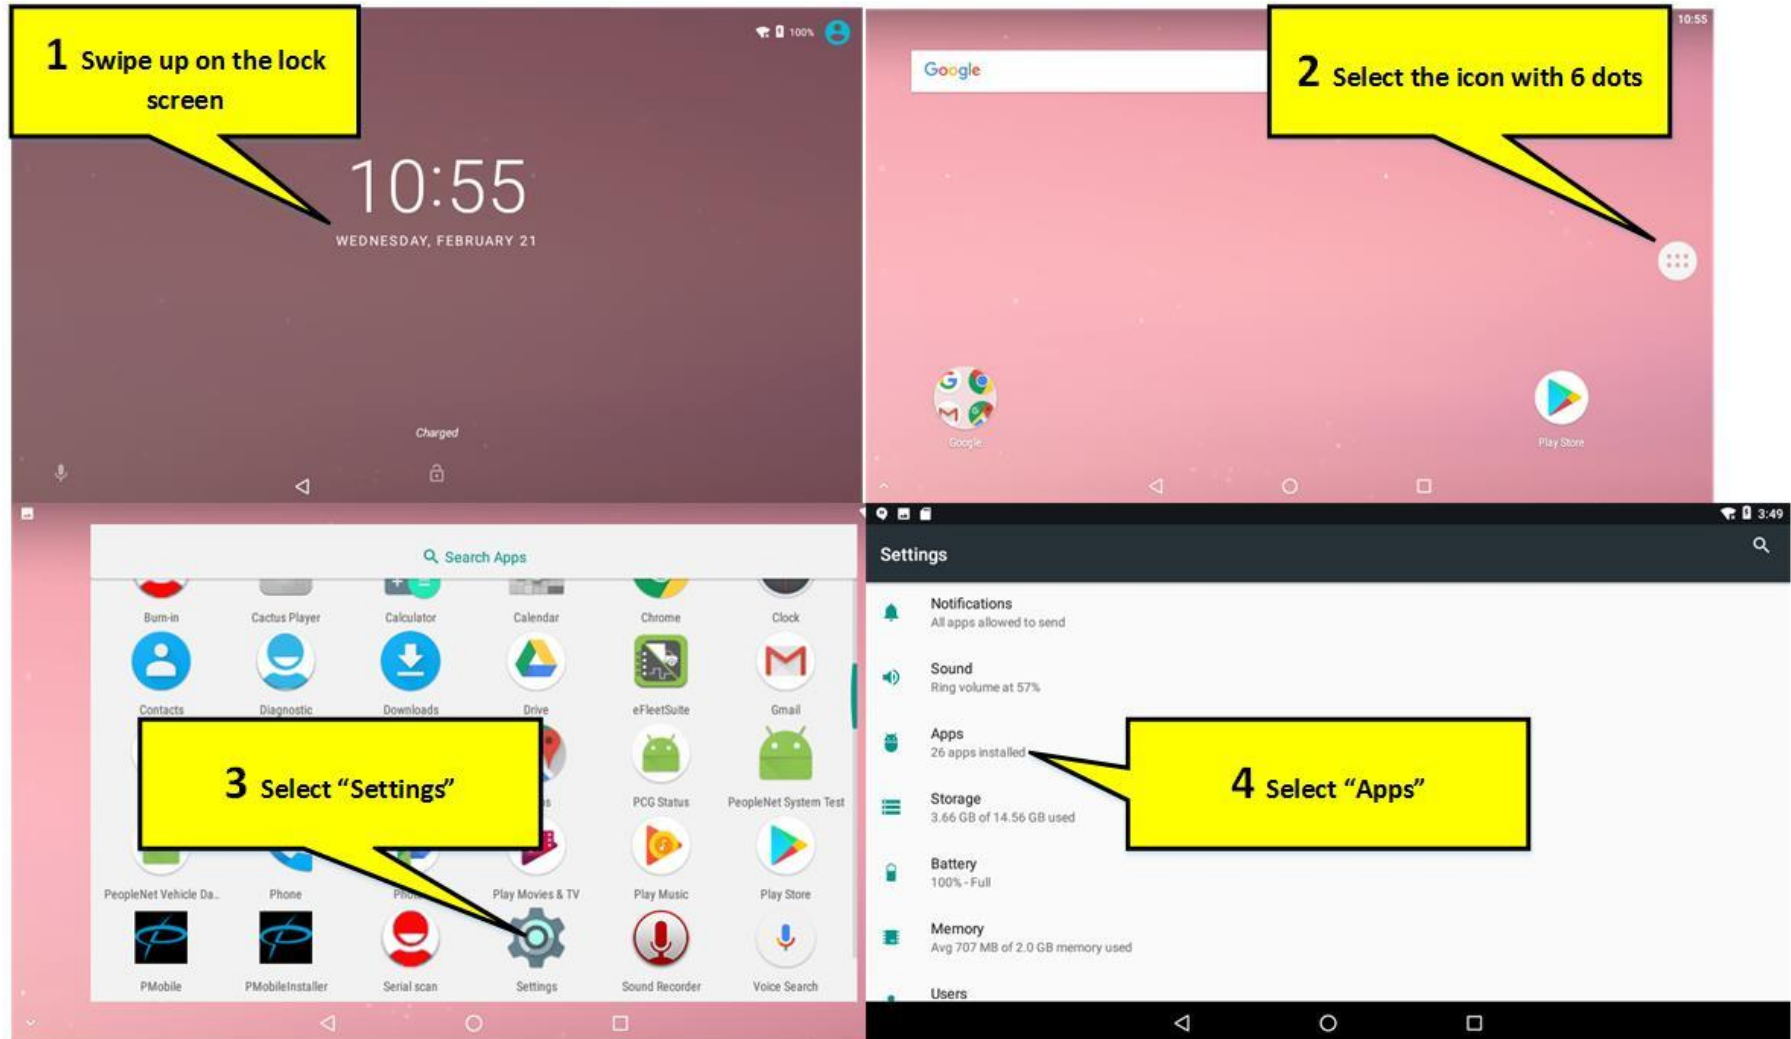 1 Swipe up on the lock
screen
100%
10:55
WEDNESDAY, FEBRUARY 21
Charged
10:55
Google
2 Select the icon with 6 dots
Google
Play Store
Search Apps
Burn-in
Cactus Player
Calculator
Calendar
Chrome
Clock
Contacts
Diagnostic
Downloads
Drive
eFleetSuite
Gmail
3 Select “Settings”
PCG Status
PeopleNet System Test
PeopleNet Vehicle Da..
Phone
Play Movies & TV
Play Music
Play Store
PMobile
PMobileInstaller
Serial scan
Settings
Sound Recorder
Voice Search
3:49
Settings
Notifications
All apps allowed to send
Sound
Ring volume at 57%
Apps
26 apps installed
4 Select “Apps”
Storage
3.66 GB of 14.56 GB used
Battery
100% - Full
Memory
Avg 707 MB of 2.0 GB memory used
Users